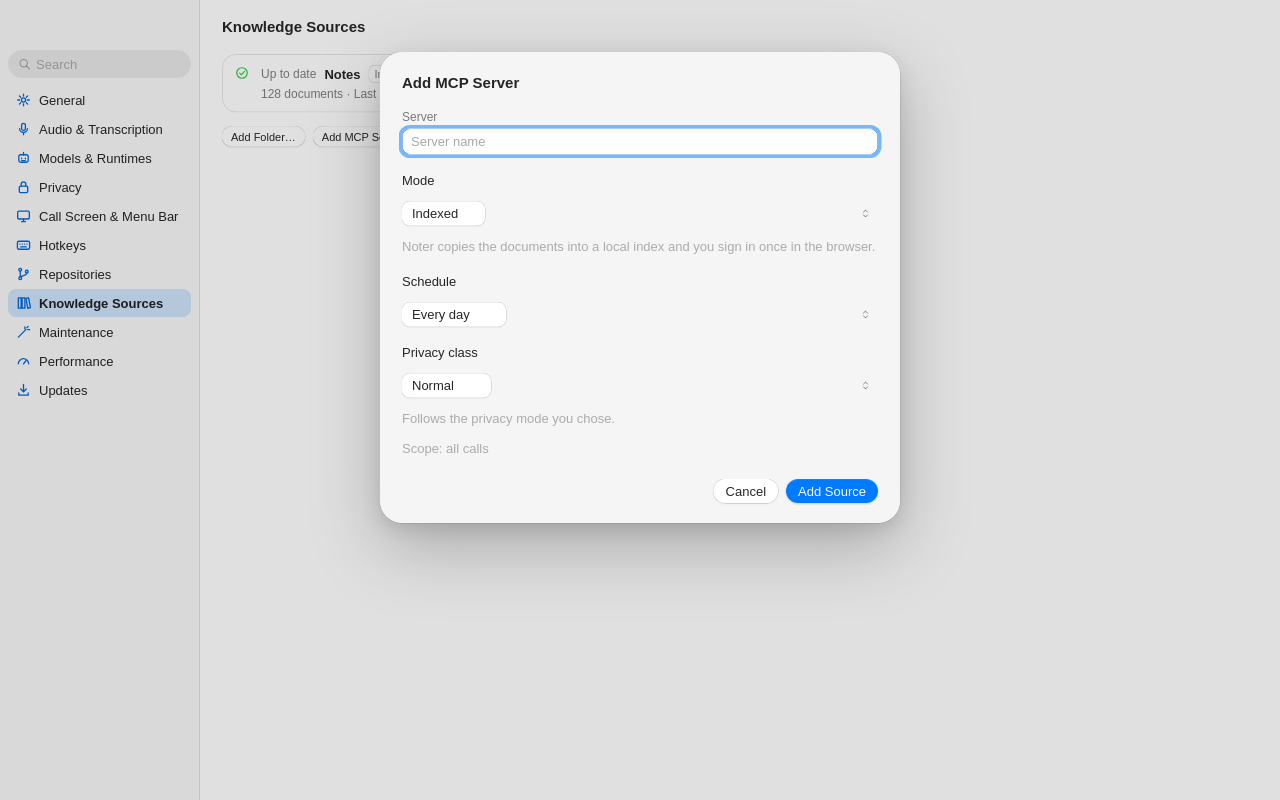 Knowledge Sources
Search
General
Audio & Transcription
Models & Runtimes
Privacy
Call Screen & Menu Bar
Hotkeys
Repositories
Knowledge Sources
Maintenance
Performance
Updates
Up to date Notes
128 documents · Last
Add Folder… Add MCP
Add MCP Server
Server
Server name
Mode
Indexed
Noter copies the documents into a local index and you sign in once in the browser.
Schedule
Every day
Privacy class
Normal
Follows the privacy mode you chose.
Scope: all calls
Cancel Add Source